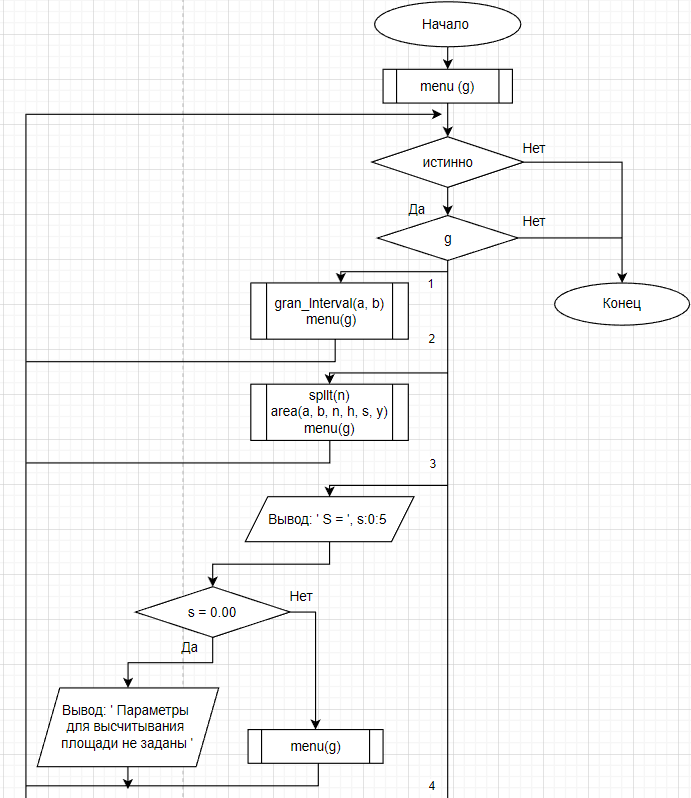 Начало
menu (g)
истинно
Нет
Да
g
Нет
1
gran_Interval(a, b)
menu(g)
Конец
2
split(n)
area(a, b, n, h, s, y)
menu(g)
3
Вывод: ' S = ', s:0:5
s = 0.00
Нет
Да
Вывод: ' Параметры
для высчитывания
площади не заданы '
menu(g)
4